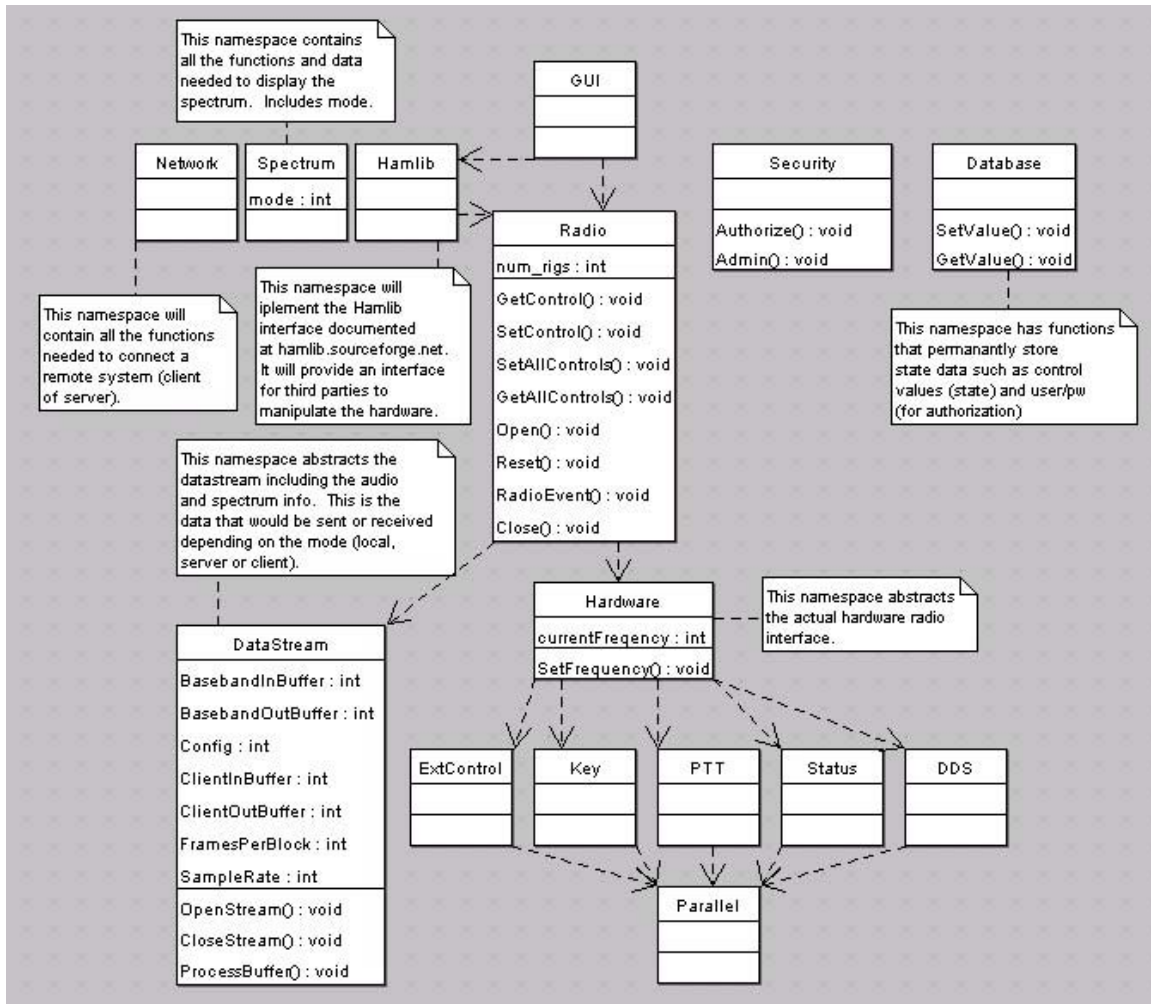 This namespace contains
all the functions and data
needed to display the
spectrum.  Includes mode.
GUI
Network
Spectrum
mode : int
Hamlib
Security
Authorize() : void
Admin() : void
Database
SetValue() : void
GetValue() : void
Radio
num_rigs : int
GetControl() : void
SetControl() : void
SetAllControls() : void
GetAllControls() : void
Open() : void
Reset() : void
RadioEvent() : void
Close() : void
This namespace will
contain all the functions
needed to connect a
remote system (client
of server).
This namespace will
iplement the Hamlib
interface documented
at hamlib.sourceforge.net.
It will provide an interface
for third parties to
manipulate the hardware.
This namespace has functions
that permanantly store
state data such as control
values (state) and user/pw
(for authorization)
This namespace abstracts the
datastream including the audio
and spectrum info.  This is the
data that would be sent or received
depending on the mode (local,
server or client).
Hardware
currentFreqency : int
SetFrequency() : void
This namespace abstracts
the actual hardware radio
interface.
DataStream
BasebandInBuffer : int
BasebandOutBuffer : int
Config : int
ClientInBuffer : int
ClientOutBuffer : int
FramesPerBlock : int
SampleRate : int
OpenStream() : void
CloseStream() : void
ProcessBuffer() : void
ExtControl
Key
PTT
Status
DDS
Parallel